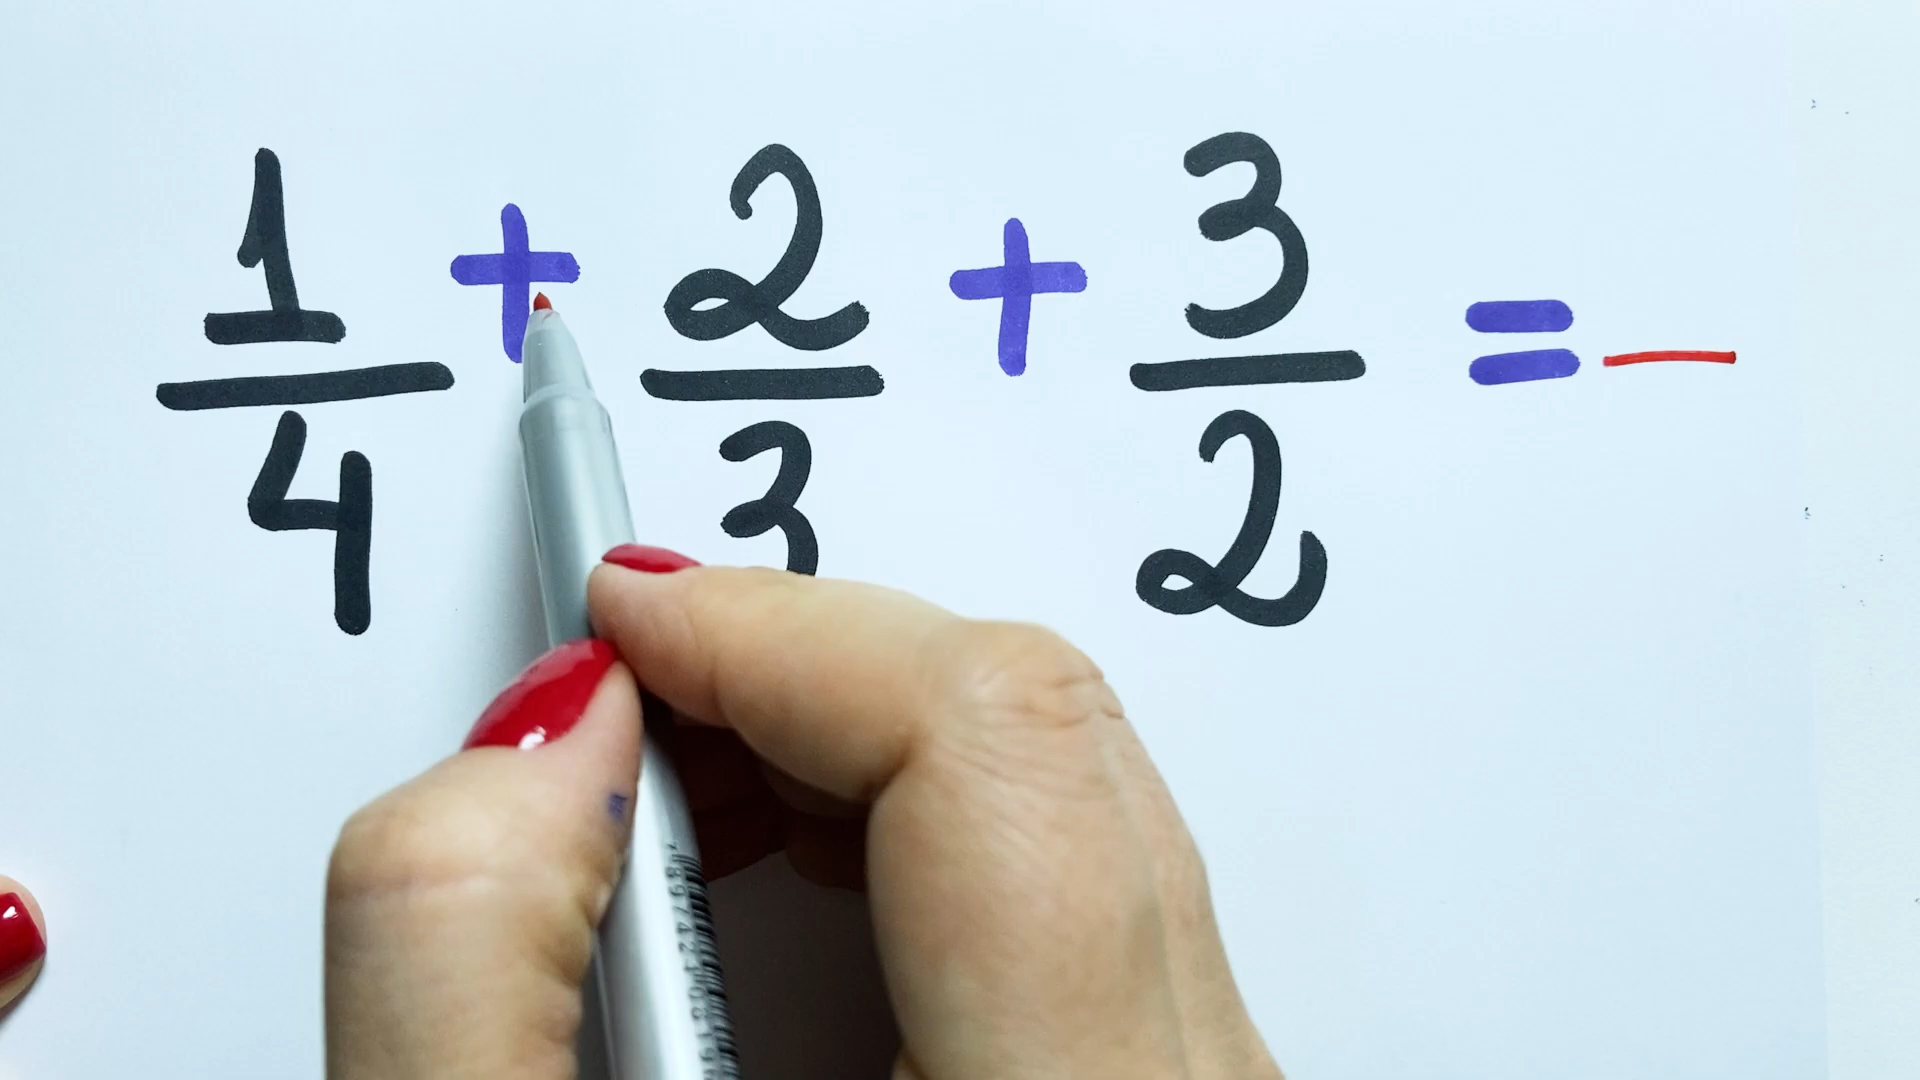 1/4 + 2/3 + 3/2 =